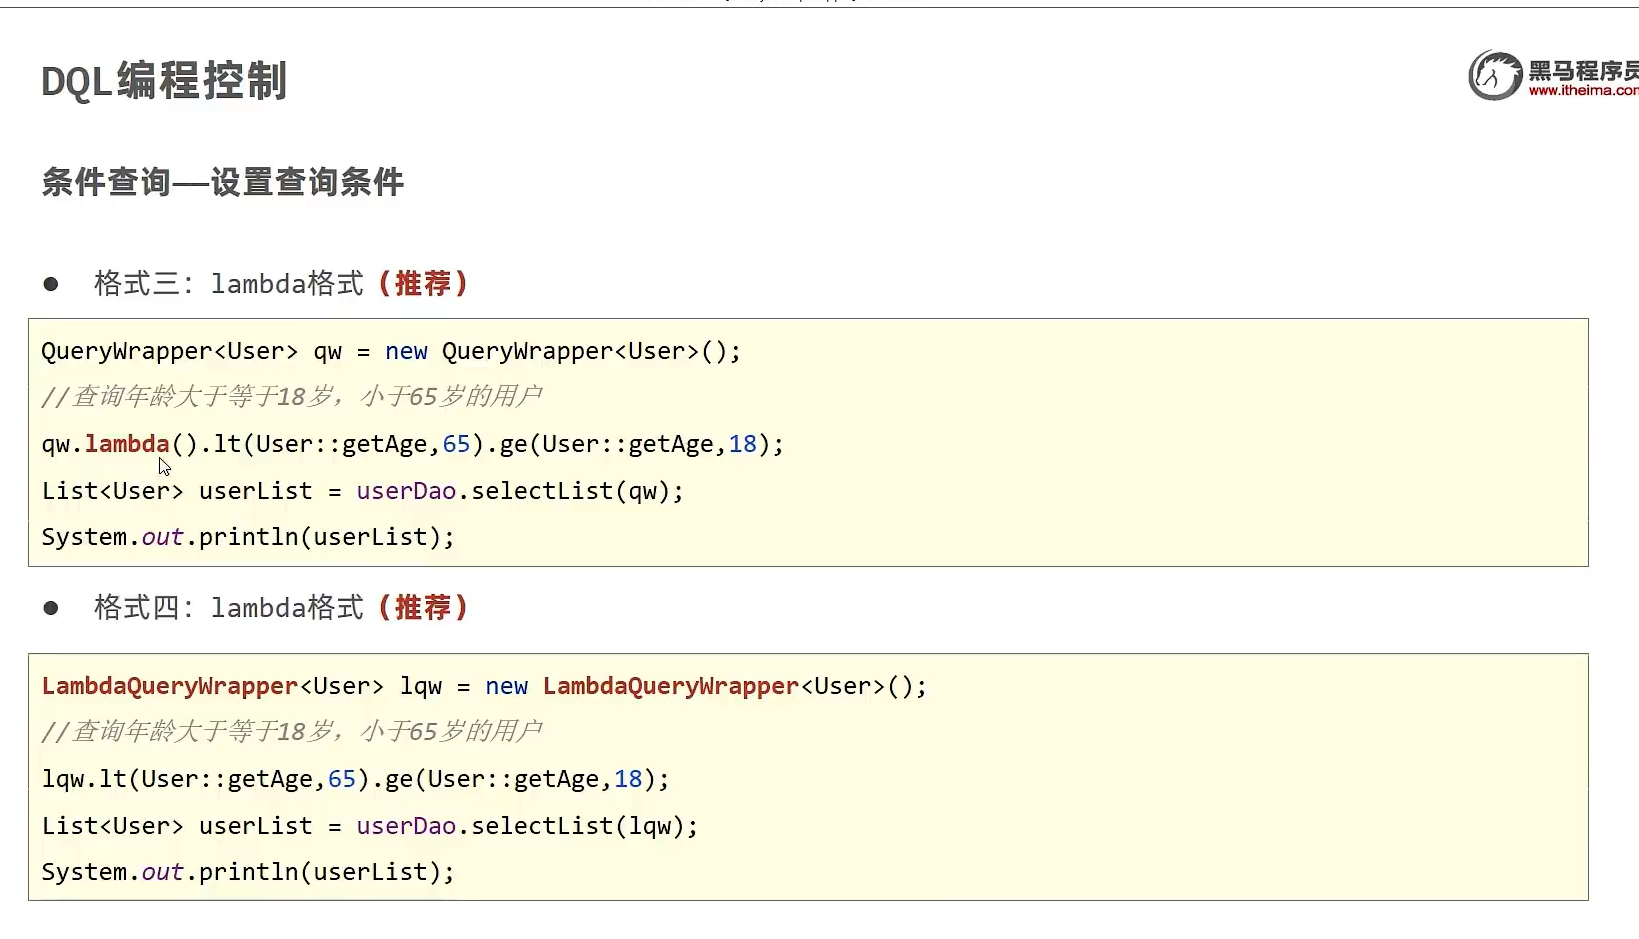 DQL编程控制
黑马程序员
www.itheima.com
条件查询——设置查询条件
● 格式三：lambda格式（推荐）
QueryWrapper<User> qw = new QueryWrapper<User>();
//查询年龄大于等于18岁，小于65岁的用户
qw.lambda().lt(User::getAge,65).ge(User::getAge,18);
List<User> userList = userDao.selectList(qw);
System.out.println(userList);
● 格式四：lambda格式（推荐）
LambdaQueryWrapper<User> lqw = new LambdaQueryWrapper<User>();
//查询年龄大于等于18岁，小于65岁的用户
lqw.lt(User::getAge,65).ge(User::getAge,18);
List<User> userList = userDao.selectList(lqw);
System.out.println(userList);